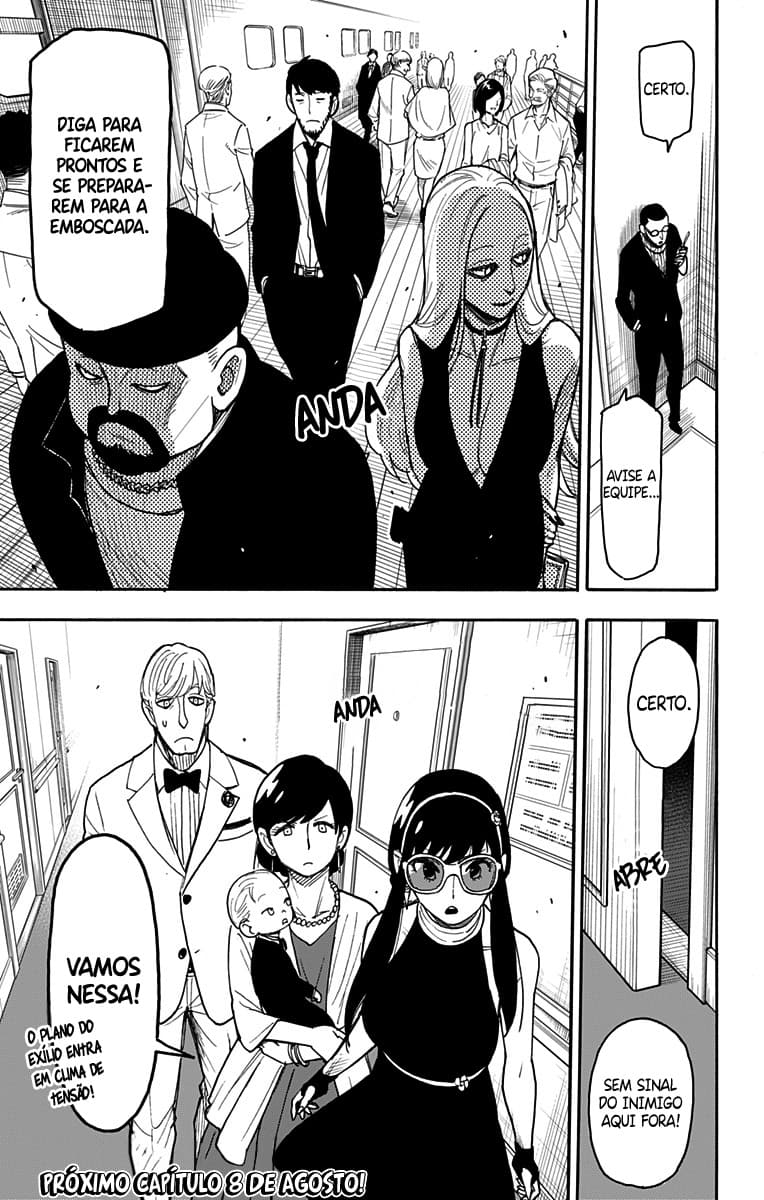 CERTO.
AVISE A
EQUIPE...
DIGA PARA
FICAREM
PRONTOS E
SE PREPARA-
REM PARA A
EMBOSCADA.
ANDA
CERTO.
ABRE
SEM SINAL
DO INIMIGO
AQUI FORA!
ANDA
VAMOS
NESSA!
O PLANO DO
EXÍLIO ENTRA
EM CLIMA DE
TENSÃO!
PRÓXIMO CAPÍTULO 8 DE AGOSTO!